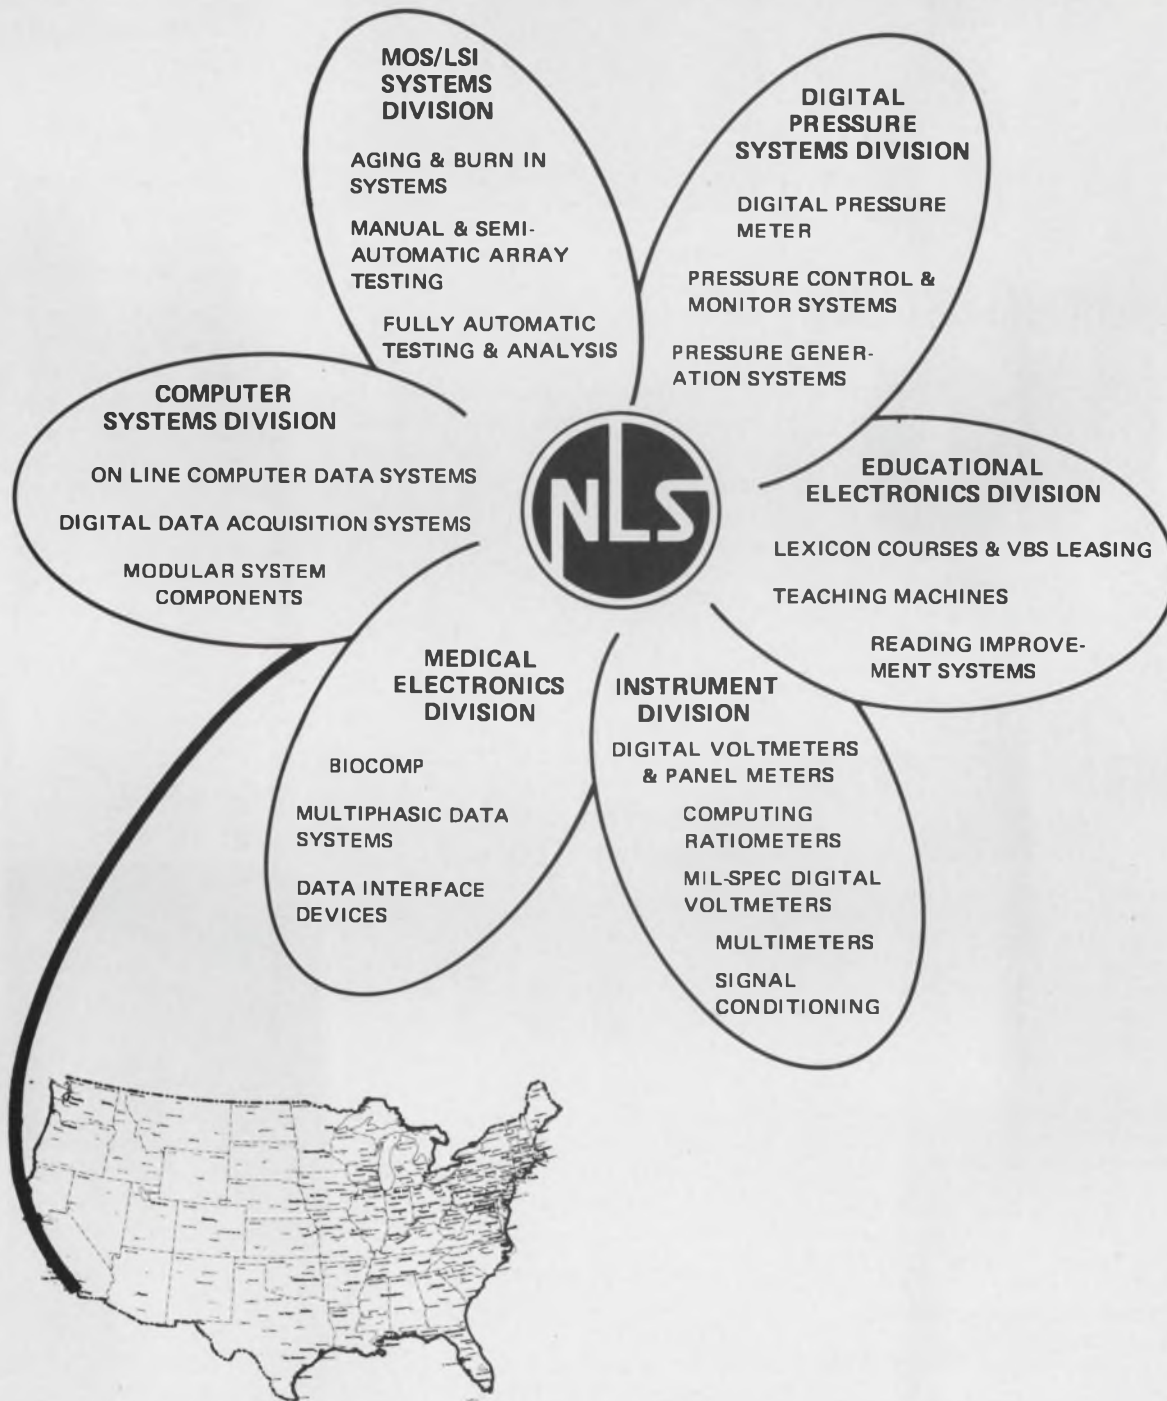 MOS/LSI
SYSTEMS
DIVISION
AGING & BURN IN
SYSTEMS
MANUAL & SEMI-
AUTOMATIC ARRAY
TESTING
FULLY AUTOMATIC
TESTING & ANALYSIS
DIGITAL
PRESSURE
SYSTEMS DIVISION
DIGITAL PRESSURE
METER
PRESSURE CONTROL &
MONITOR SYSTEMS
PRESSURE GENER-
ATION SYSTEMS
COMPUTER
SYSTEMS DIVISION
ON LINE COMPUTER DATA SYSTEMS
DIGITAL DATA ACQUISITION SYSTEMS
MODULAR SYSTEM
COMPONENTS
NLS
EDUCATIONAL
ELECTRONICS DIVISION
LEXICON COURSES & VBS LEASING
TEACHING MACHINES
READING IMPROVE-
MENT SYSTEMS
MEDICAL
ELECTRONICS
DIVISION
BIOCOMP
MULTIPHASIC DATA
SYSTEMS
DATA INTERFACE
DEVICES
INSTRUMENT
DIVISION
DIGITAL VOLTMETERS
& PANEL METERS
COMPUTING
RATIOMETERS
MIL-SPEC DIGITAL
VOLTMETERS
MULTIMETERS
SIGNAL
CONDITIONING